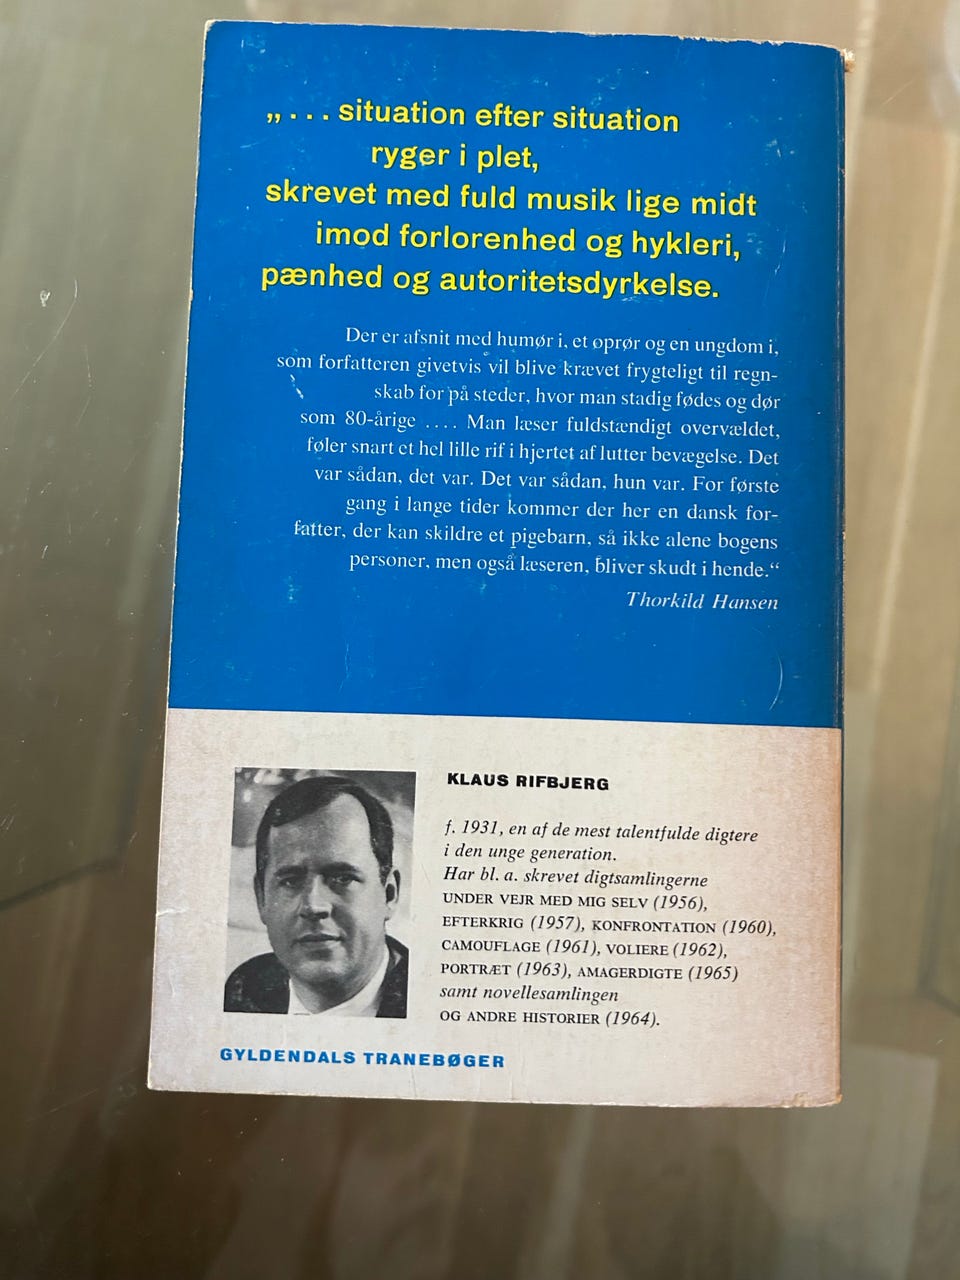 „ . . . situation efter situation
ryger i plet,
skrevet med fuld musik lige midt
imod forlorenhed og hykleri,
pænhed og autoritetsdyrkelse.
Der er afsnit med humør i, et oprør og en ungdom i,
som forfatteren givetvis vil blive krævet frygteligt til regn-
skab for på steder, hvor man stadig fødes og dør
som 80-årige .... Man læser fuldstændigt overvældet,
føler snart et hel lille rif i hjertet af lutter bevægelse. Det
var sådan, det var. Det var sådan, hun var. For første
gang i lange tider kommer der her en dansk for-
fatter, der kan skildre et pigebarn, så ikke alene bogens
personer, men også læseren, bliver skudt i hende.“
Thorkild Hansen
KLAUS RIFBJERG
f. 1931, en af de mest talentfulde digtere
i den unge generation.
Har bl. a. skrevet digtsamlingerne
UNDER VEJR MED MIG SELV (1956),
EFTERKRIG (1957), KONFRONTATION (1960),
CAMOUFLAGE (1961), VOLIERE (1962),
PORTRÆT (1963), AMAGERDIGTE (1965)
samt novellesamlingen
OG ANDRE HISTORIER (1964).
GYLDENDALS TRANEBØGER